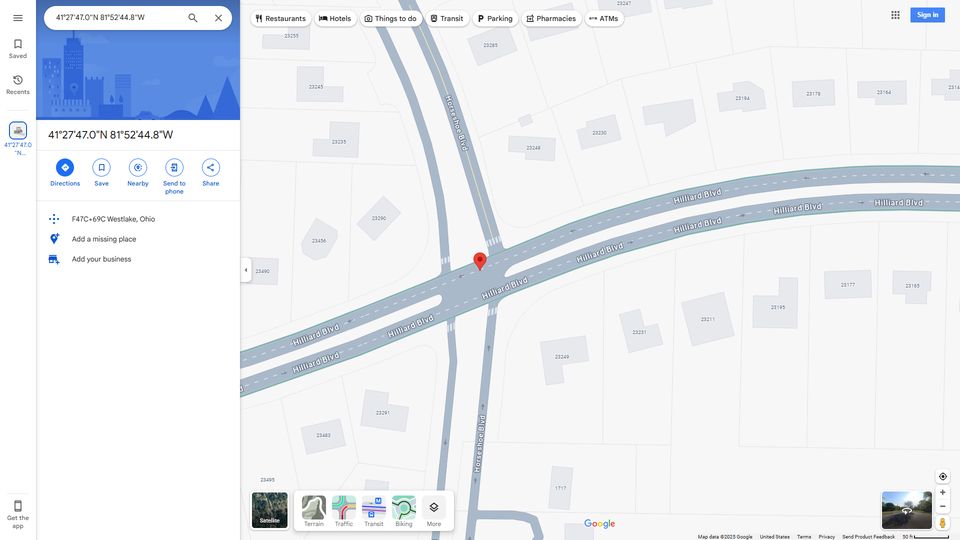 41°27'47.0"N 81°52'44.8"W
Restaurants
Hotels
Things to do
Transit
Parking
Pharmacies
ATMs
Sign in
Saved
Recents
41°27'47.0
"N...
Get the
app
41°27'47.0"N 81°52'44.8"W
Directions
Save
Nearby
Send to
phone
Share
F47C+69C Westlake, Ohio
Add a missing place
Add your business
23247
23255
23285
23245
23194
23178
23164
23235
23248
23230
23290
23456
23490
Horseshoe Blvd
Hilliard Blvd
Hilliard Blvd
Hilliard Blvd
Hilliard Blvd
Hilliard Blvd
Hilliard Blvd
Hilliard Blvd
Hilliard Blvd
Hilliard Blvd
23177
23165
23195
23211
23231
23249
23291
23483
23495
1717
Horseshoe Blvd
Satellite
Terrain
Traffic
Transit
Biking
More
Google
Map data ©2025 Google
United States
Terms
Privacy
Send Product Feedback
50 ft